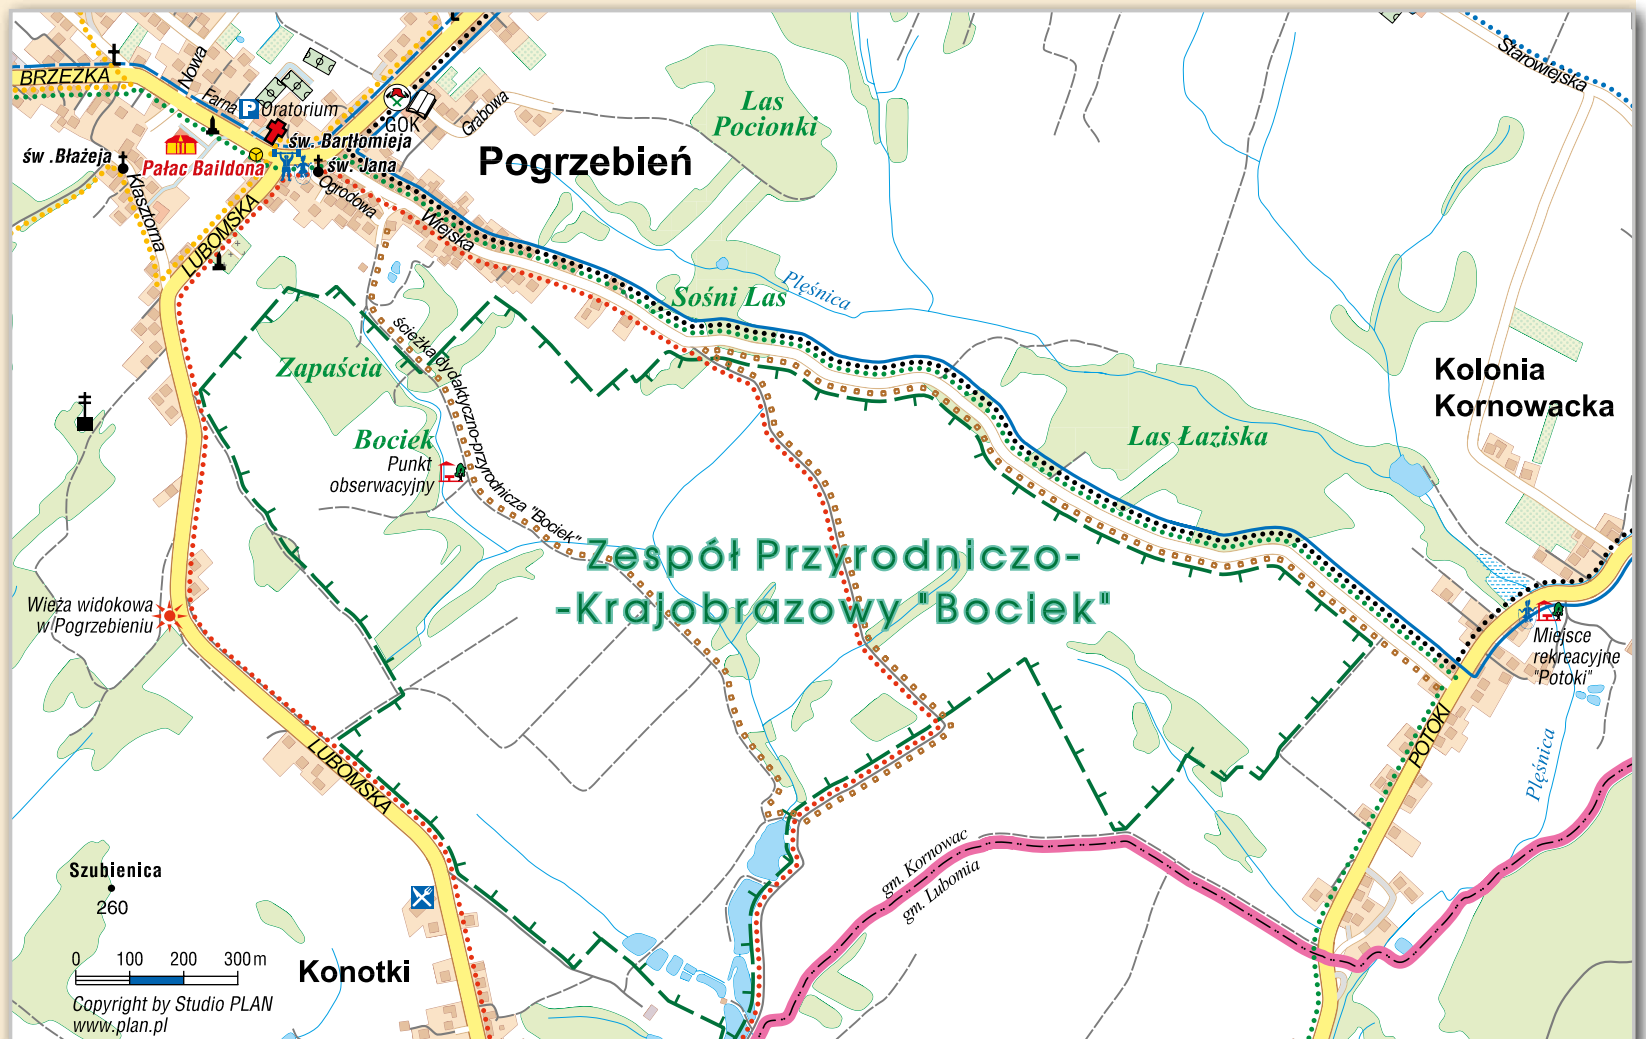 BRZEZKA
Nowa
Farna
P
Oratorium
GOK
Grabowa
Las
Pocionki
Starowiejska
św .Błażeja
Pałac Baildona
św. Bartłomieja
św. Jana
Ogrodowa
Klasztorna
LUBOMSKA
Wiejska
Pogrzebień
Plęśnica
Sośni Las
Zapaścia
ścieżka dydaktyczno-przyrodnicza "Bociek"
Bociek
Punkt
obserwacyjny
Kolonia
Kornowacka
Las Łaziska
Zespół Przyrodniczo-
-Krajobrazowy "Bociek"
Wieża widokowa
w Pogrzebieniu
Miejsce
rekreacyjne
"Potoki"
POTOKI
Plęśnica
LUBOMSKA
gm. Kornowac
gm. Lubomia
Szubienica
260
0 100 200 300 m
Konotki
Copyright by Studio PLAN
www.plan.pl